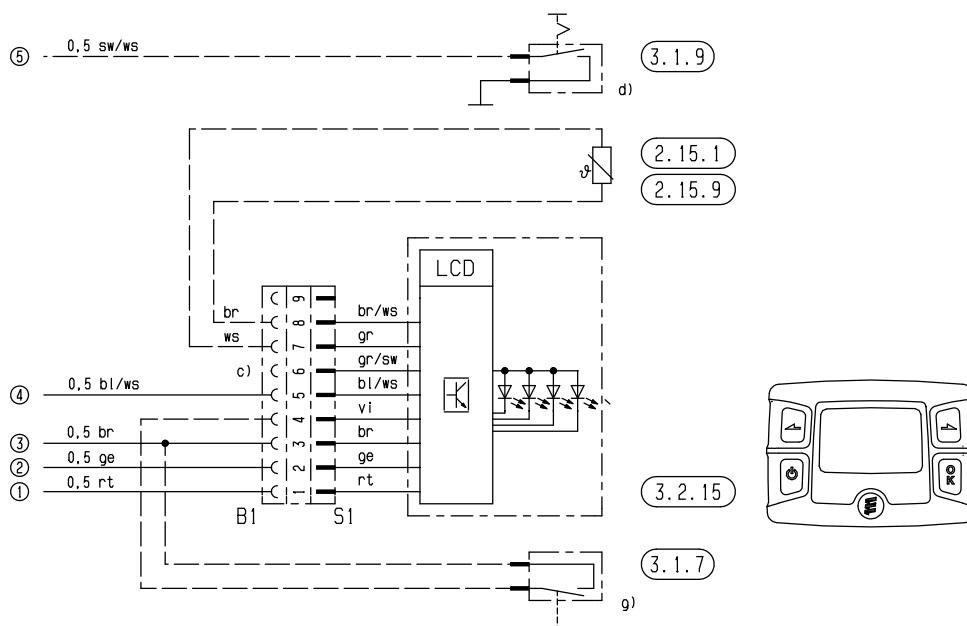 ⑤ 0,5 sw/ws
3.1.9
d)
2.15.1
ϑ
2.15.9
LCD
9
br 8 br/ws
ws 7 gr
c) 6 gr/sw
④ 0,5 bl/ws 5 bl/ws
4 vi
③ 0,5 br 3 br
② 0,5 ge 2 ge
① 0,5 rt 1 rt
B1 S1
3.2.15
OK
3.1.7
g)